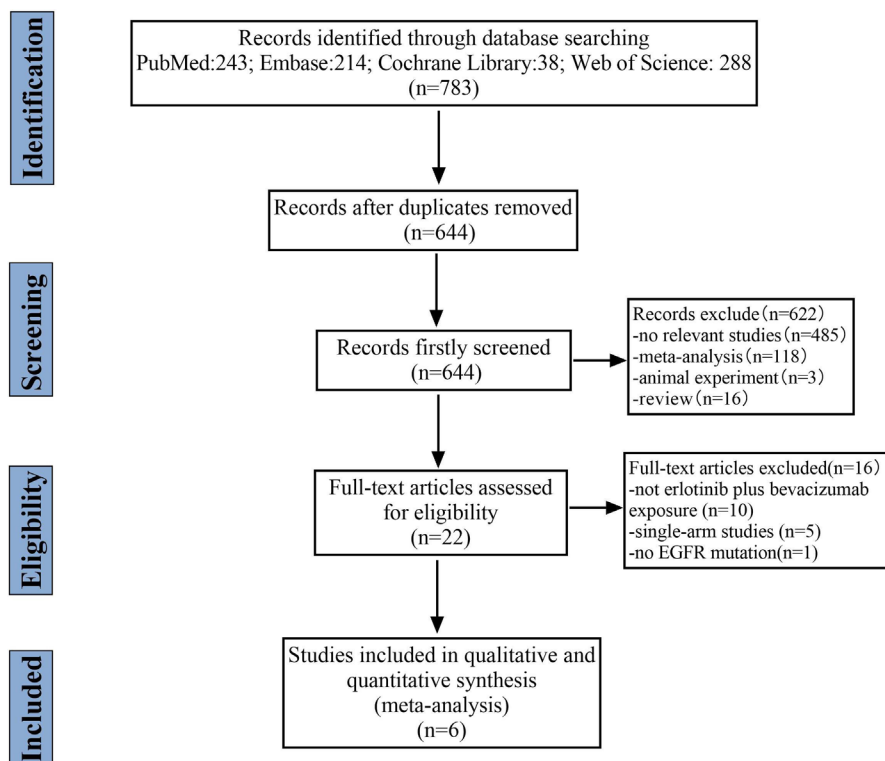 Identification
Records identified through database searching
PubMed:243; Embase:214; Cochrane Library:38; Web of Science: 288
(n=783)
Records after duplicates removed
(n=644)
Screening
Records firstly screened
(n=644)
Records exclude(n=622)
-no relevant studies(n=485)
-meta-analysis(n=118)
-animal experiment(n=3)
-review(n=16)
Eligibility
Full-text articles assessed
for eligibility
(n=22)
Full-text articles excluded(n=16)
-not erlotinib plus bevacizumab
exposure (n=10)
-single-arm studies (n=5)
-no EGFR mutation(n=1)
Included
Studies included in qualitative and
quantitative synthesis
(meta-analysis)
(n=6)